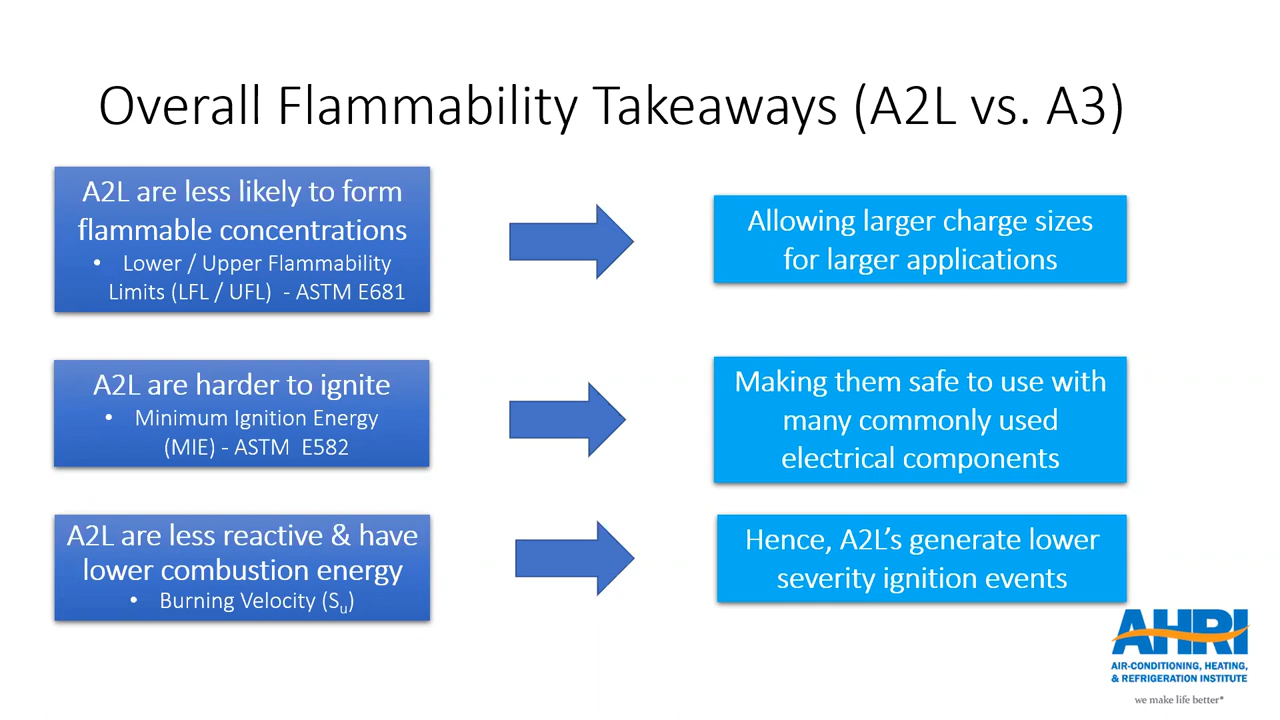 Overall Flammability Takeaways (A2L vs. A3)
A2L are less likely to form
flammable concentrations
• Lower / Upper Flammability
Limits (LFL / UFL) - ASTM E681
Allowing larger charge sizes
for larger applications
A2L are harder to ignite
• Minimum Ignition Energy
(MIE) - ASTM E582
Making them safe to use with
many commonly used
electrical components
A2L are less reactive & have
lower combustion energy
• Burning Velocity (Su)
Hence, A2L's generate lower
severity ignition events
AHRI
AIR-CONDITIONING, HEATING,
& REFRIGERATION INSTITUTE
we make life better*